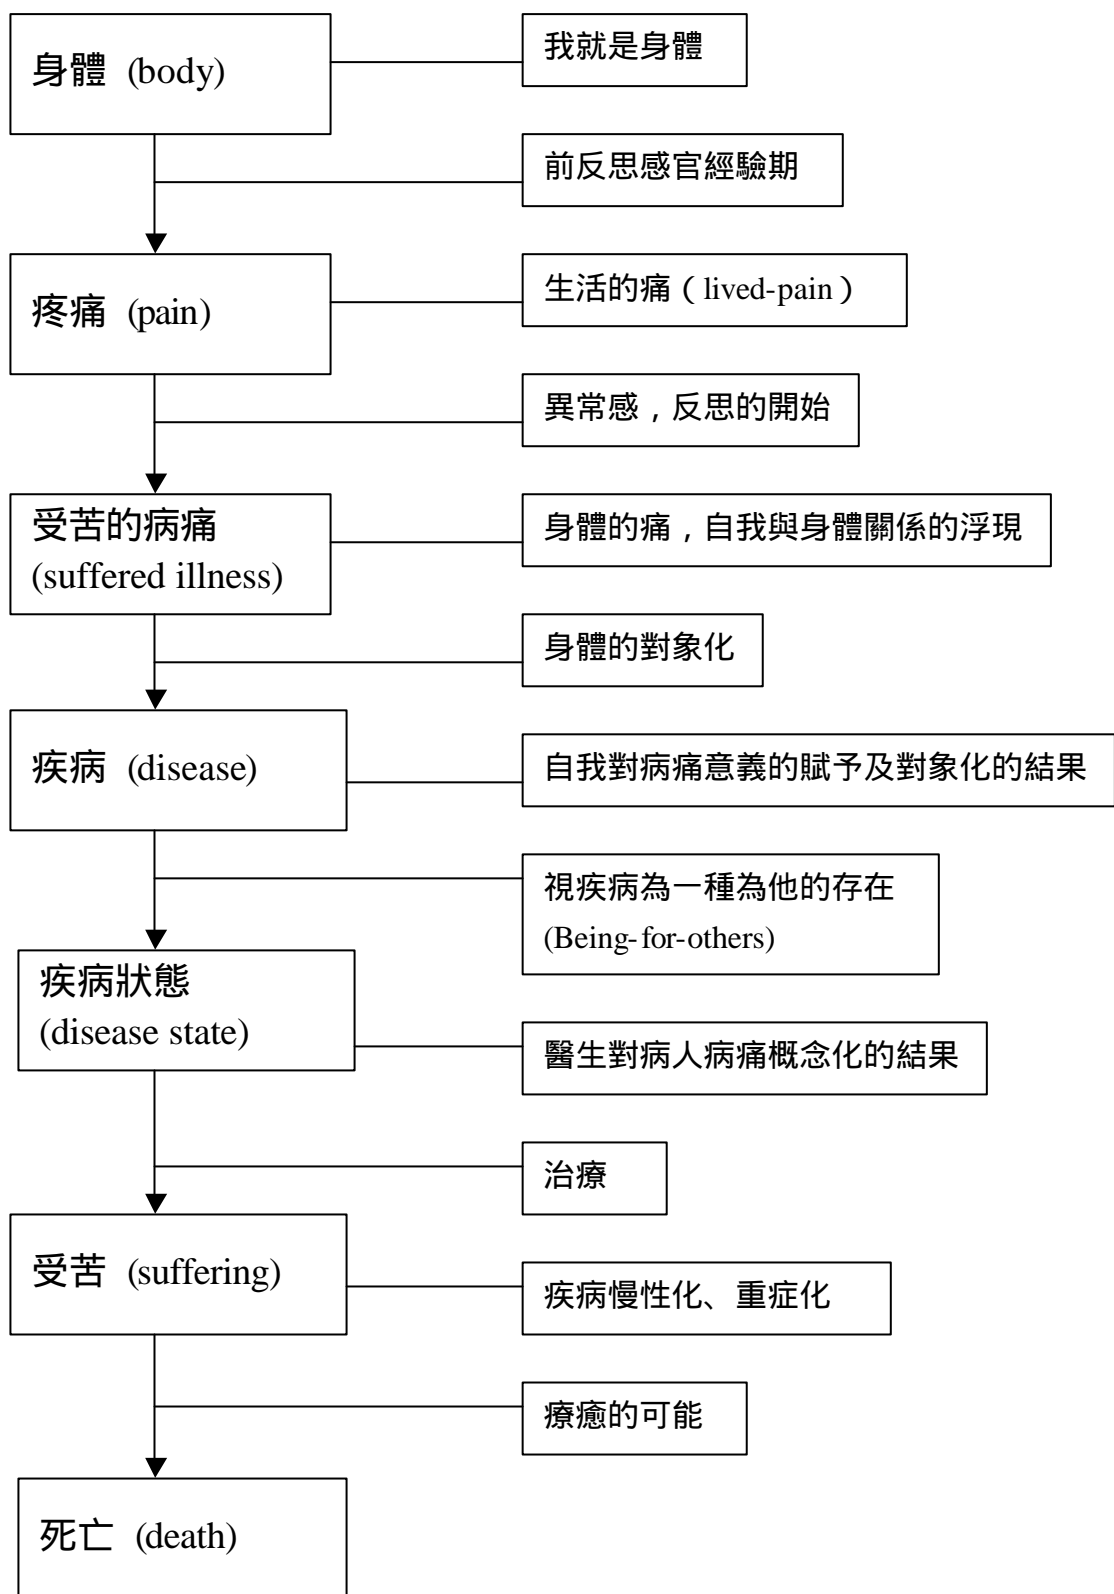 身體 (body)
我就是身體
前反思感官經驗期
疼痛 (pain)
生活的痛（lived-pain）
異常感，反思的開始
受苦的病痛
(suffered illness)
身體的痛，自我與身體關係的浮現
身體的對象化
疾病 (disease)
自我對病痛意義的賦予及對象化的結果
視疾病為一種為他的存在
(Being-for-others)
疾病狀態
(disease state)
醫生對病人病痛概念化的結果
治療
受苦 (suffering)
疾病慢性化、重症化
療癒的可能
死亡 (death)